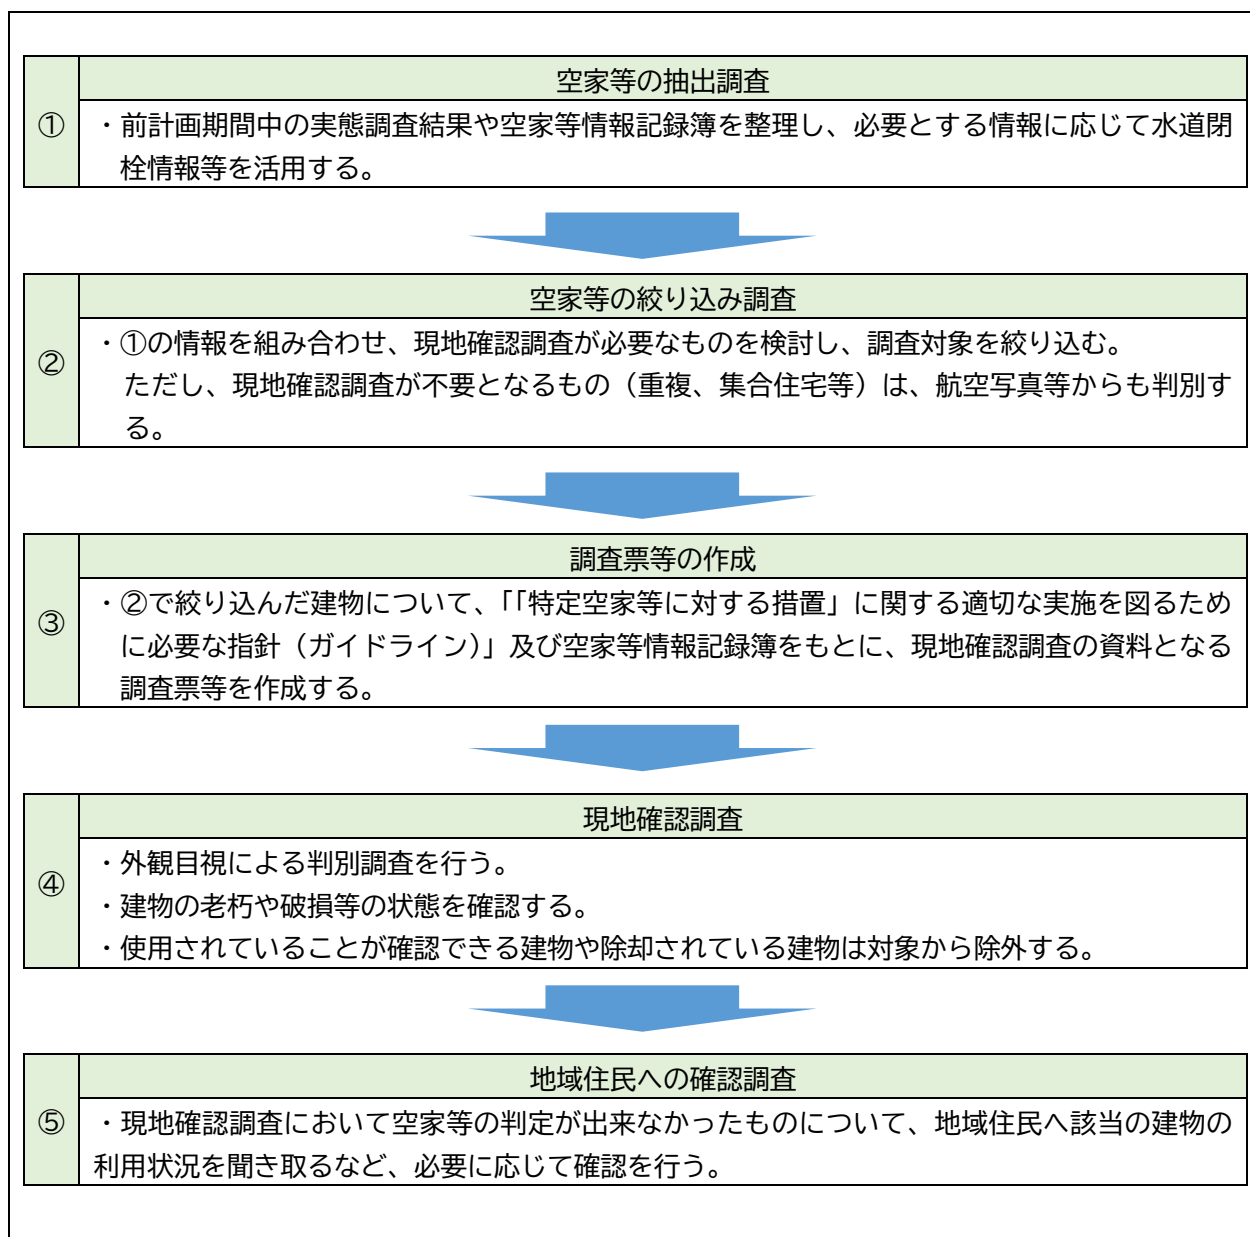 空家等の抽出調査
①
・前計画期間中の実態調査結果や空家等情報記録簿を整理し、必要とする情報に応じて水道閉
栓情報等を活用する。
空家等の絞り込み調査
②
・①の情報を組み合わせ、現地確認調査が必要なものを検討し、調査対象を絞り込む。
ただし、現地確認調査が不要となるもの（重複、集合住宅等）は、航空写真等からも判別す
る。
調査票等の作成
③
・②で絞り込んだ建物について、「「特定空家等に対する措置」に関する適切な実施を図るため
に必要な指針（ガイドライン）」及び空家等情報記録簿をもとに、現地確認調査の資料となる
調査票等を作成する。
現地確認調査
④
・外観目視による判別調査を行う。
・建物の老朽や破損等の状態を確認する。
・使用されていることが確認できる建物や除却されている建物は対象から除外する。
地域住民への確認調査
⑤
・現地確認調査において空家等の判定が出来なかったものについて、地域住民へ該当の建物の
利用状況を聞き取るなど、必要に応じて確認を行う。